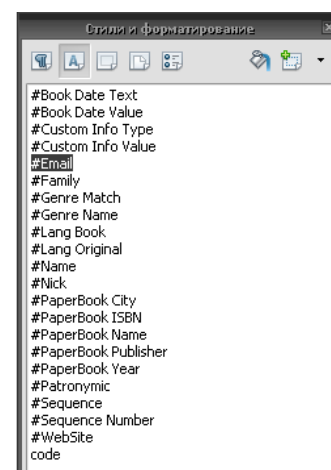 Стили и форматирование
#Book Date Text
#Book Date Value
#Custom Info Type
#Custom Info Value
#Email
#Family
#Genre Match
#Genre Name
#Lang Book
#Lang Original
#Name
#Nick
#PaperBook City
#PaperBook ISBN
#PaperBook Name
#PaperBook Publisher
#PaperBook Year
#Patronymic
#Sequence
#Sequence Number
#WebSite
code